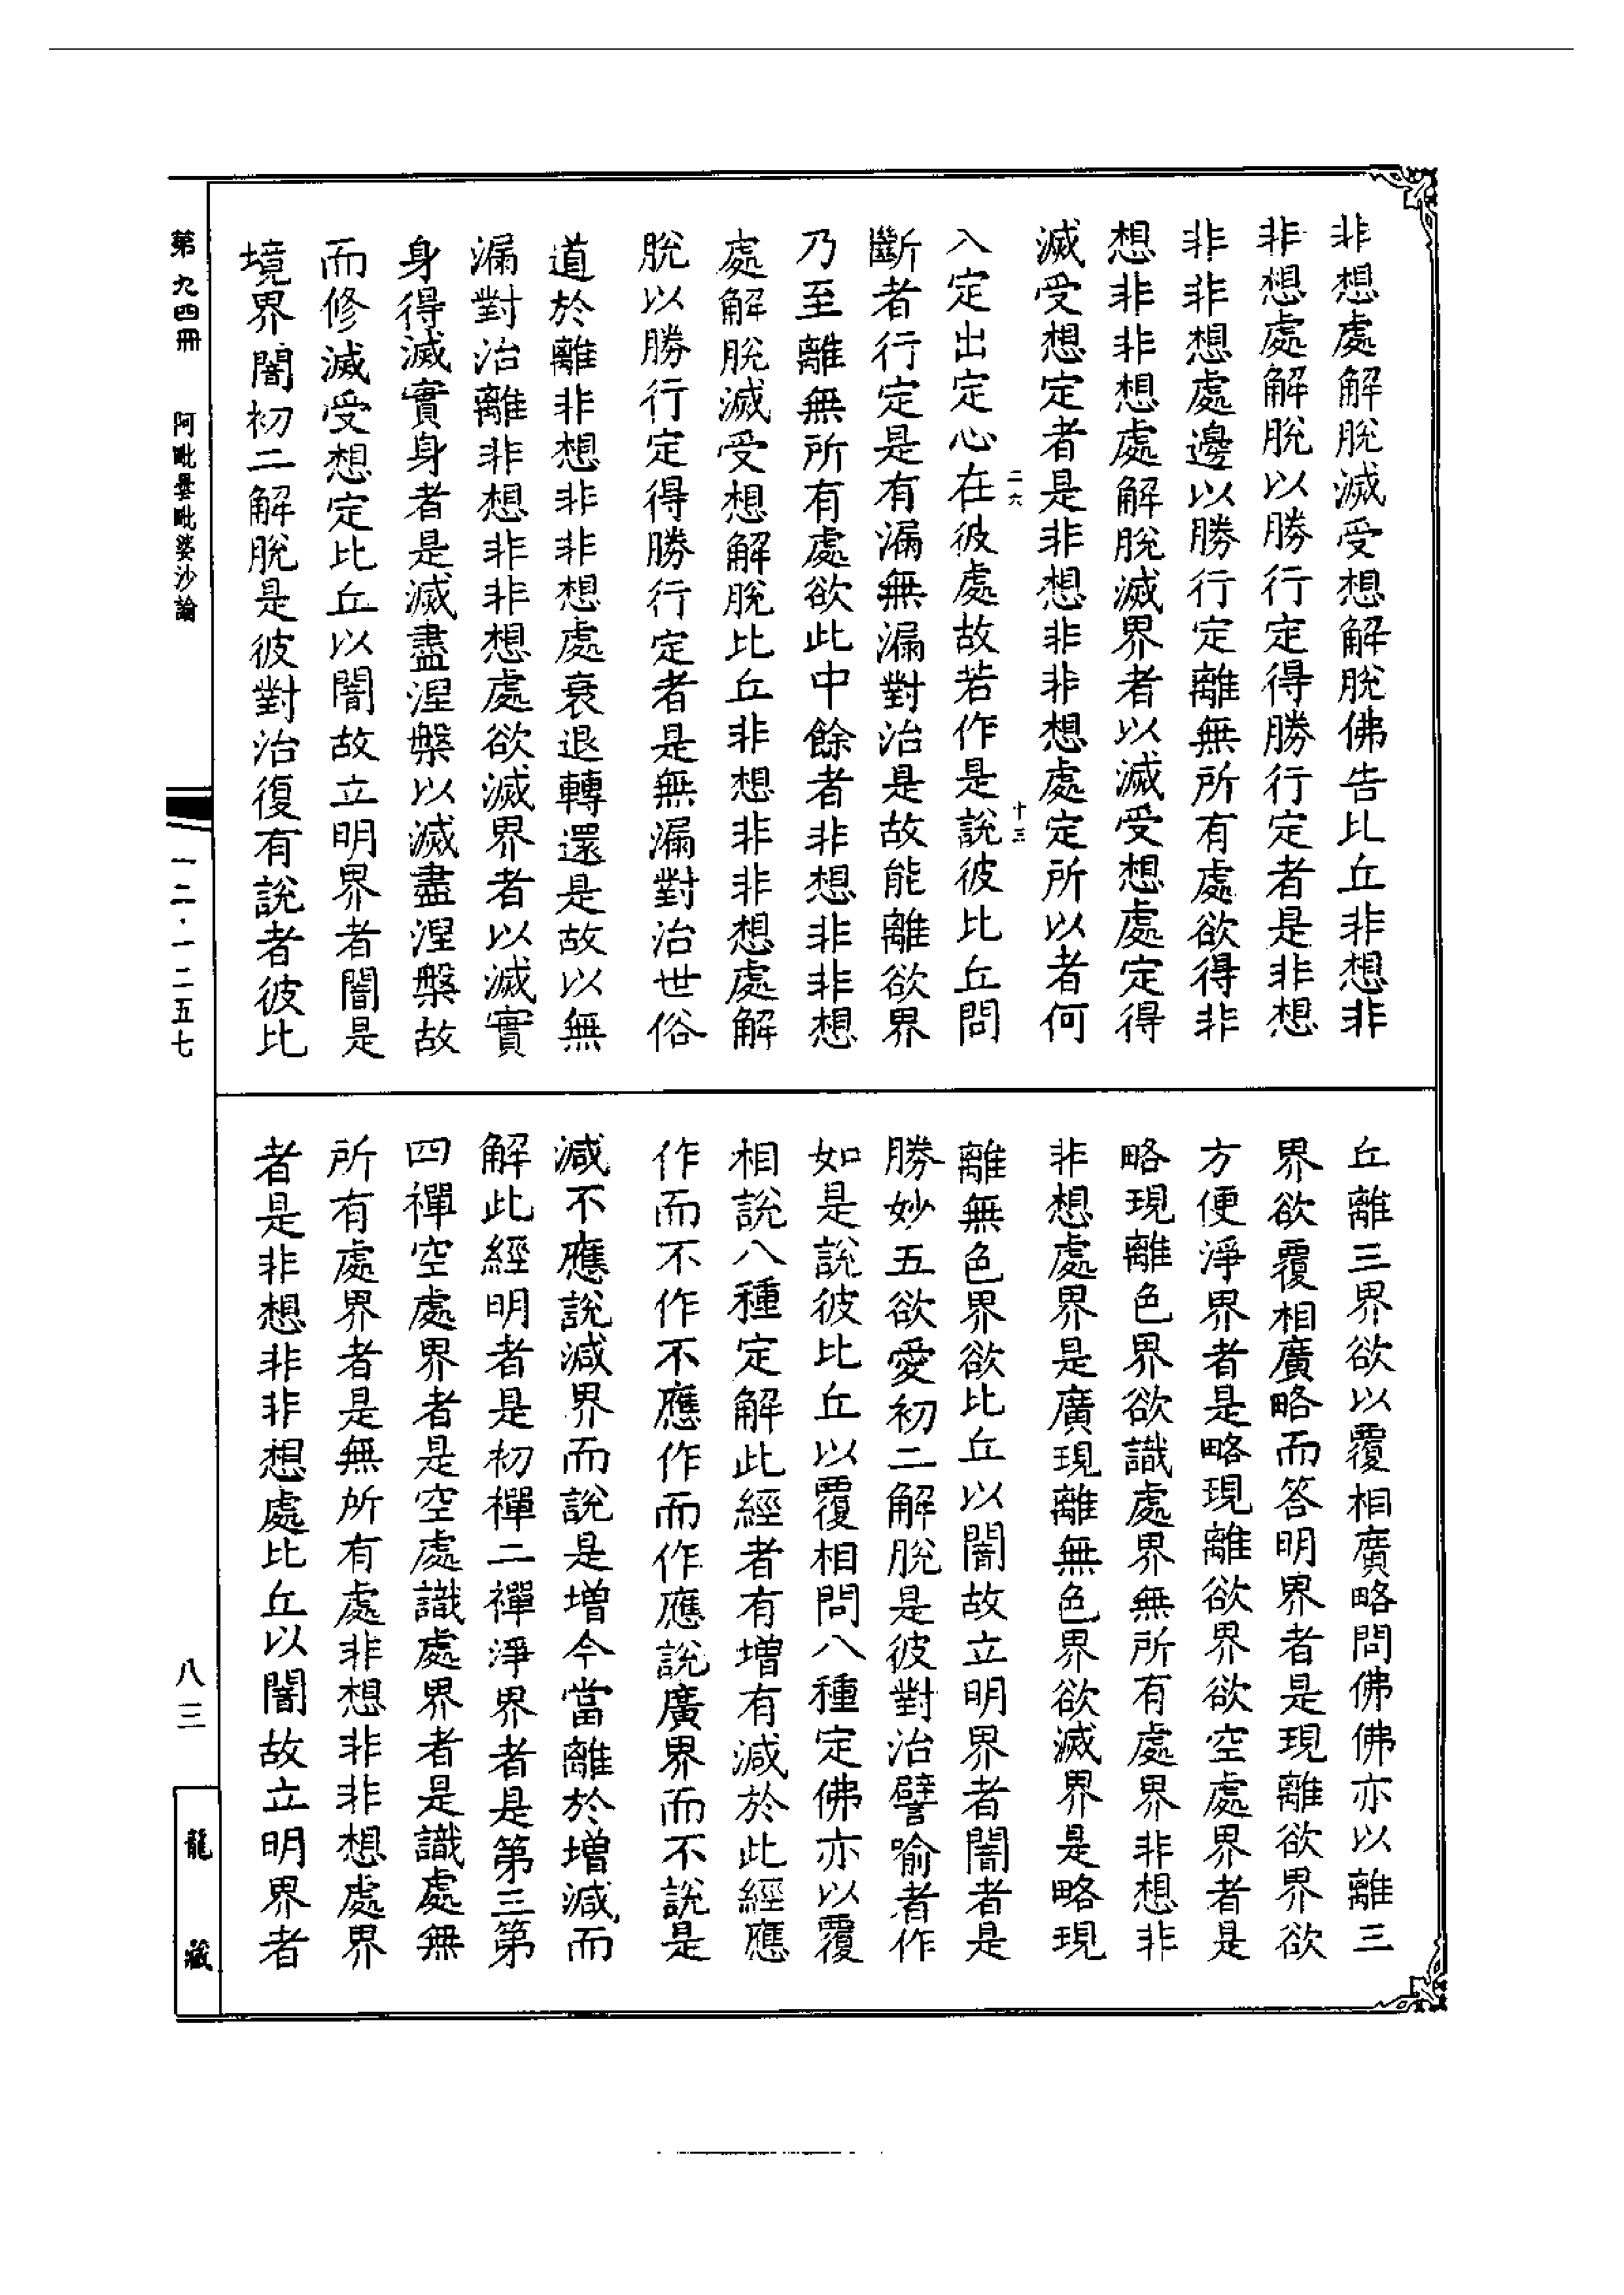 非想處解脫滅受想解脫佛告比丘非想非
非想處解脫以勝行定得勝行定者是非想
非非想處邊以勝行定離無所有處欲得非
想非非想處解脫滅界者以滅受想處定得
滅受想定者是非想非非想處定所以者何
二六
十三
入定出定心在彼處故若作是說彼比丘問
斷者行定是有漏無漏對治是故能離欲界
乃至離無所有處欲此中餘者非想非非想
處解脫滅受想解脫比丘非想非非想處解
脫以勝行定得勝行定者是無漏對治世俗
道於離非想非非想處衰退轉還是故以無
漏對治離非想非非想處欲滅界者以滅實
身得滅實身者是滅盡涅槃以滅盡涅槃故
而修滅受想定比丘以闇故立明界者闇是
境界闇初二解脫是彼對治復有說者彼比
丘離三界欲以覆相廣略問佛佛亦以離三
界欲覆相廣略而答明界者是現離欲界欲
方便淨界者是略現離欲界欲空處界者是
略現離色界欲識處界無所有處界非想非
非想處界是廣現離無色界欲滅界是略現
離無色界欲比丘以闇故立明界者闇者是
勝妙五欲愛初二解脫是彼對治譬喻者作
如是說彼比丘以覆相問八種定佛亦以覆
相說八種定解此經者有增有減於此經應
作而不作不應作而作應說廣界而不說是
減不應說減界而說是增今當離於增減而
解此經明者是初禪二禪淨界者是第三第
四禪空處界者是空處識處界者是識處無
所有處界者是無所有處非想非非想處界
者是非想非非想處比丘以闇故立明界者
第九四冊　阿毗曇毗婆沙論
一二·一二五七
八三
龍藏